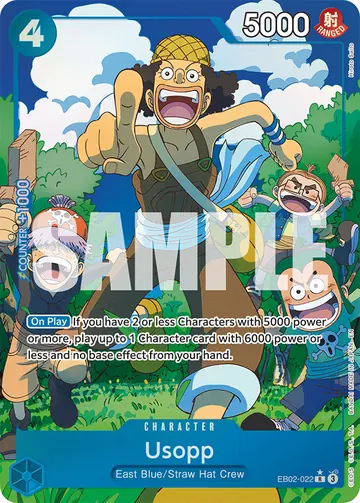 4
5000
射
RANGED
COUNTER +1000
SAMPLE
On Play If you have 2 or less Characters with 5000 power
or more, play up to 1 Character card with 6000 power or
less and no base effect from your hand.
CHARACTER
Usopp
East Blue/Straw Hat Crew
EB02-022 R 3